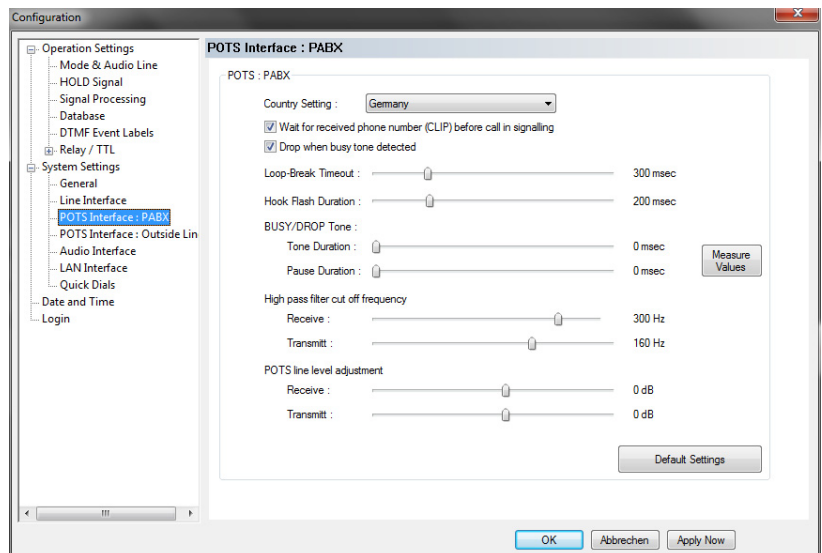 Configuration
Operation Settings
Mode & Audio Line
HOLD Signal
Signal Processing
Database
DTMF Event Labels
Relay / TTL
System Settings
General
Line Interface
POTS Interface : PABX
POTS Interface : Outside Lin
Audio Interface
LAN Interface
Quick Dials
Date and Time
Login
POTS Interface : PABX
POTS : PABX
Country Setting : Germany
Wait for received phone number (CLIP) before call in signalling
Drop when busy tone detected
Loop-Break Timeout : 300 msec
Hook Flash Duration : 200 msec
BUSY/DROP Tone :
Tone Duration : 0 msec
Pause Duration : 0 msec
Measure
Values
High pass filter cut off frequency
Receive : 300 Hz
Transmitt : 160 Hz
POTS line level adjustment
Receive : 0 dB
Transmitt : 0 dB
Default Settings
OK Abbrechen Apply Now